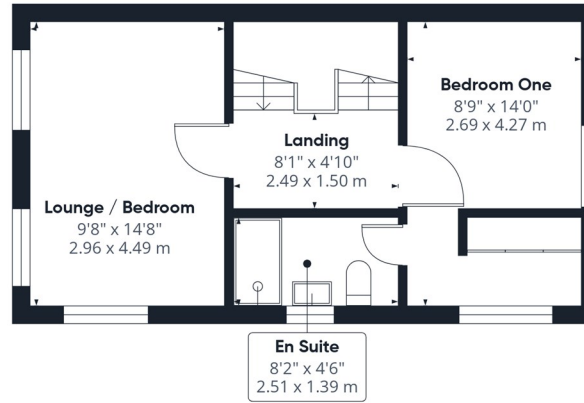 Lounge / Bedroom
9'8" x 14'8"
2.96 x 4.49 m
Landing
8'1" x 4'10"
2.49 x 1.50 m
Bedroom One
8'9" x 14'0"
2.69 x 4.27 m
En Suite
8'2" x 4'6"
2.51 x 1.39 m